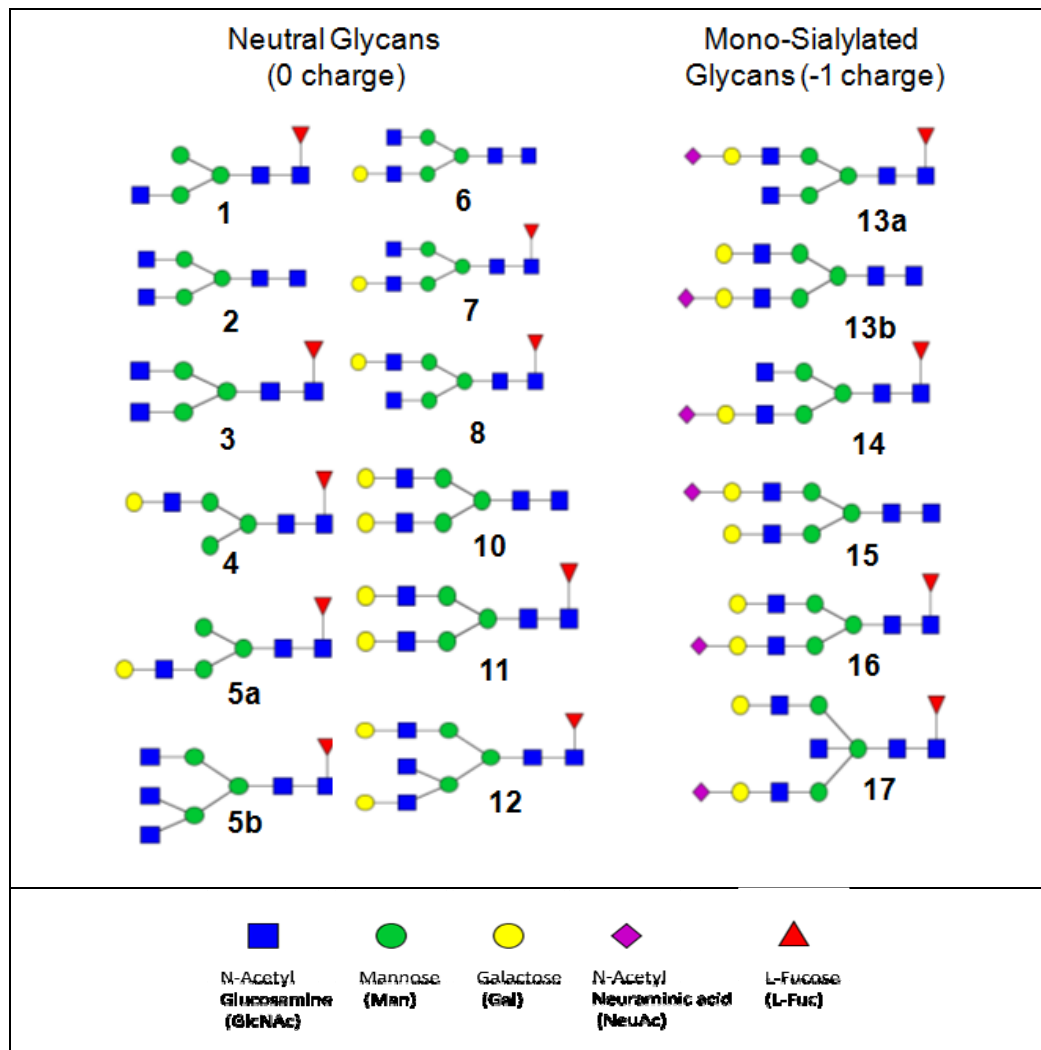 Neutral Glycans
(0 charge)
Mono-Sialylated
Glycans (-1 charge)
1
6
13a
2
7
13b
3
8
14
4
10
15
5a
11
16
5b
12
17
N-Acetyl
Glucosamine
(GlcNAc)
Mannose
(Man)
Galactose
(Gal)
N-Acetyl
Neuraminic acid
(NeuAc)
L-Fucose
(L-Fuc)